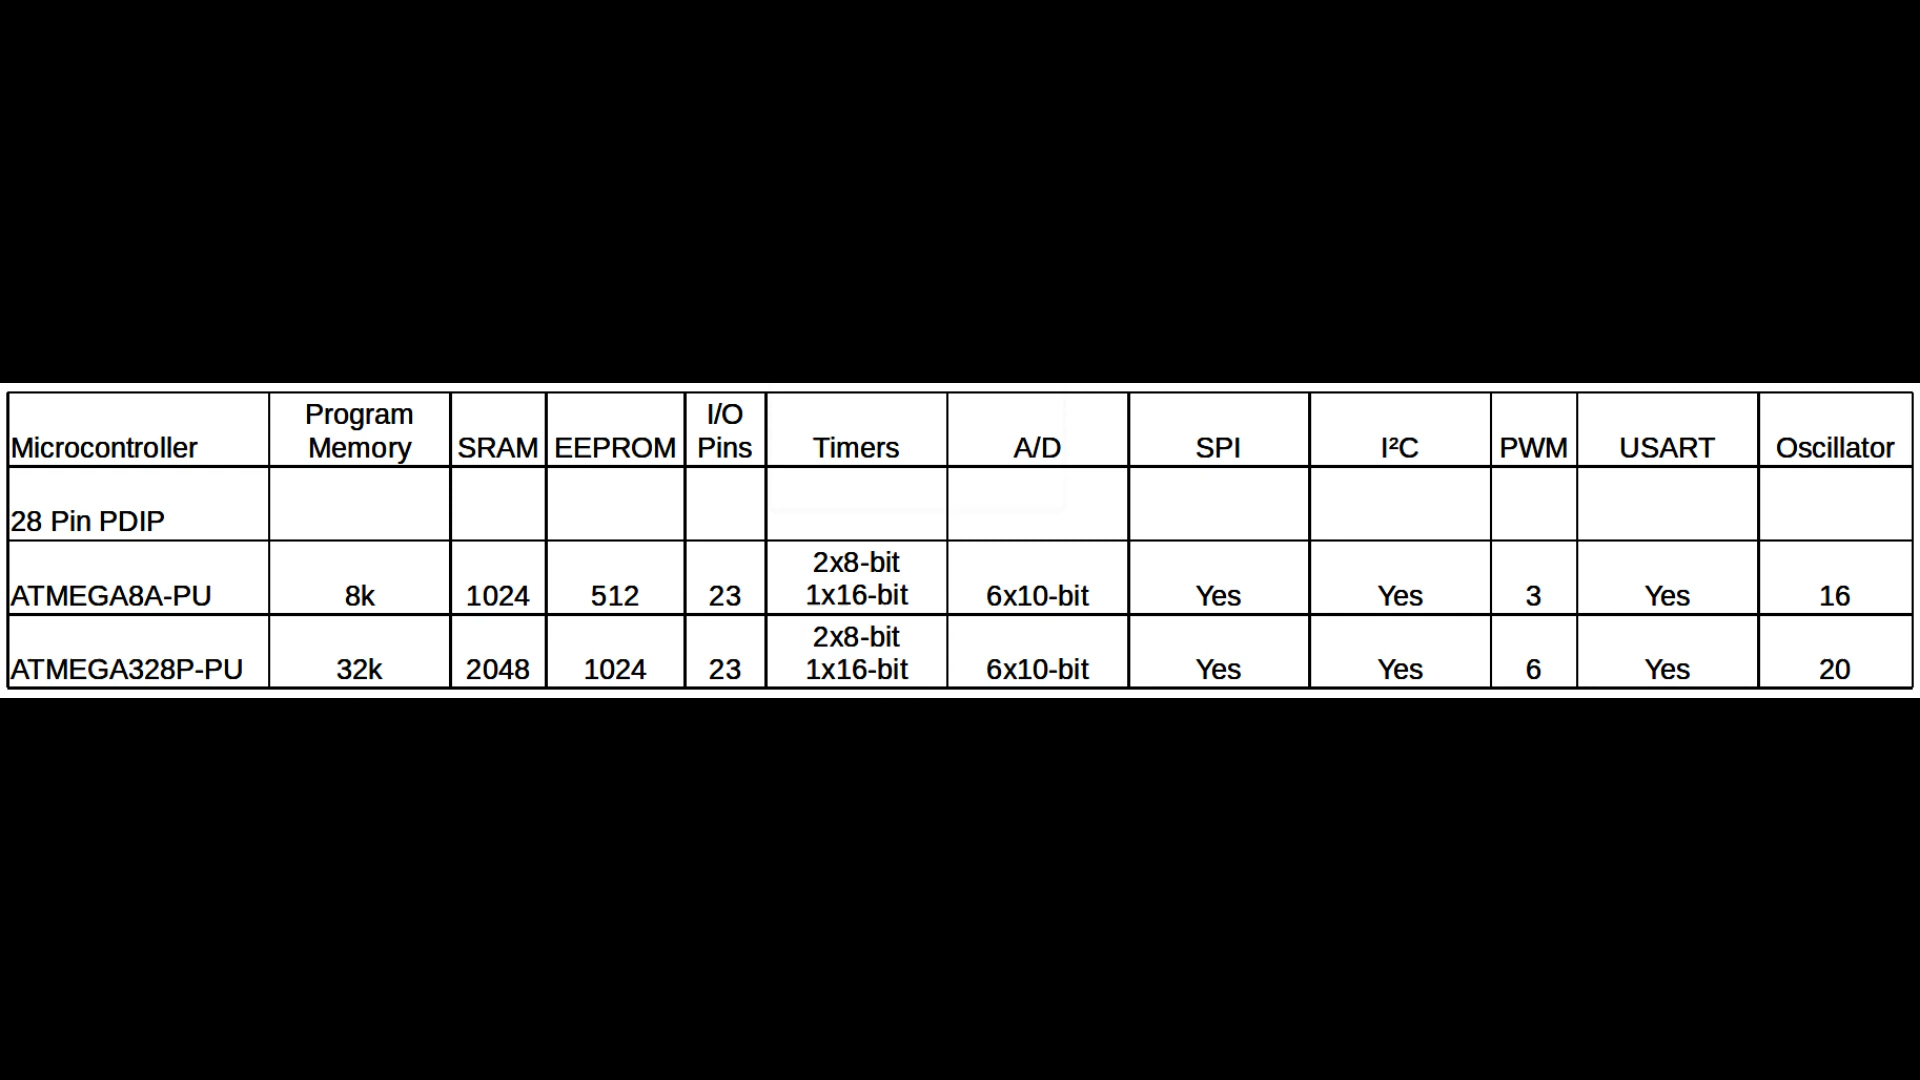 Microcontroller Program Memory SRAM EEPROM I/O Pins Timers A/D SPI I²C PWM USART Oscillator
28 Pin PDIP
ATMEGA8A-PU 8k 1024 512 23 2x8-bit 1x16-bit 6x10-bit Yes Yes 3 Yes 16
ATMEGA328P-PU 32k 2048 1024 23 2x8-bit 1x16-bit 6x10-bit Yes Yes 6 Yes 20